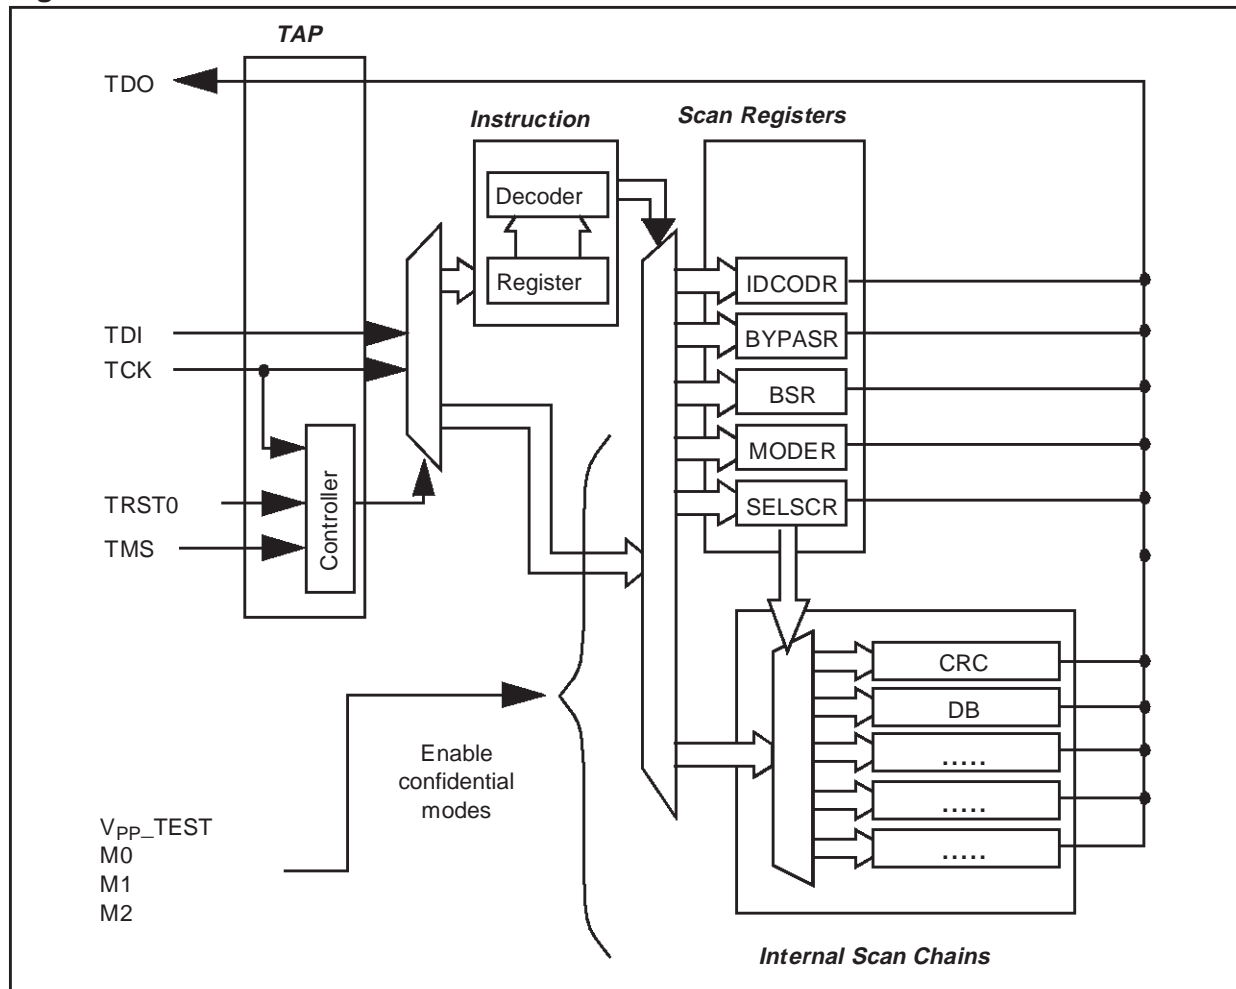 TAP
TDO
Instruction
Scan Registers
Decoder
Register
IDCODR
TDI
BYPASR
TCK
BSR
MODER
Controller
TRST0
SELSCR
TMS
CRC
DB
.....
.....
.....
Enable
confidential
modes
VPP_TEST
M0
M1
M2
Internal Scan Chains